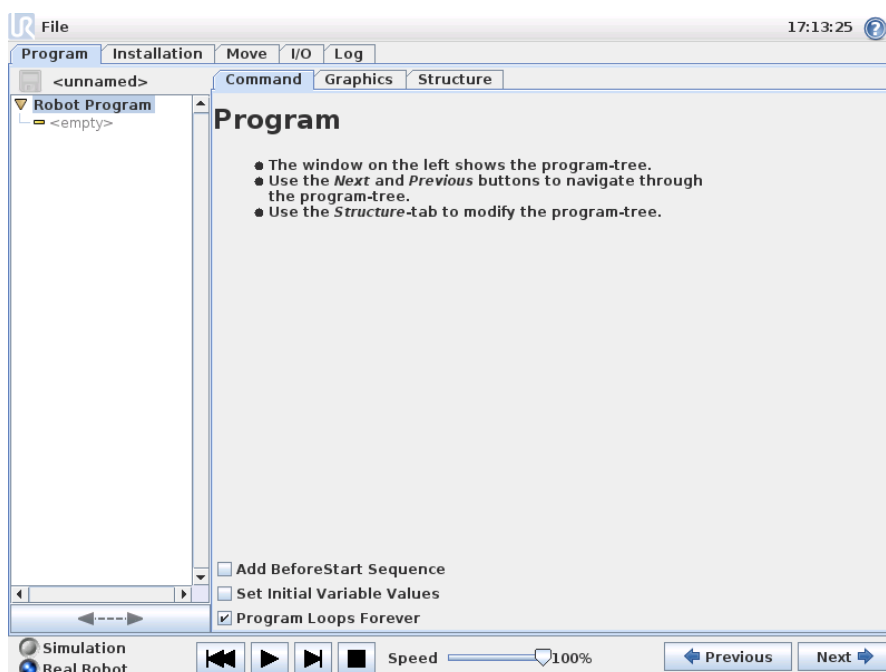 UR File 17:13:25 ?
Program Installation Move I/O Log
<unnamed> Command Graphics Structure
Robot Program
<empty>
Program
The window on the left shows the program-tree.
Use the Next and Previous buttons to navigate through
the program-tree.
Use the Structure-tab to modify the program-tree.
Add BeforeStart Sequence
Set Initial Variable Values
Program Loops Forever
Simulation
Real Robot
Speed 100% Previous Next